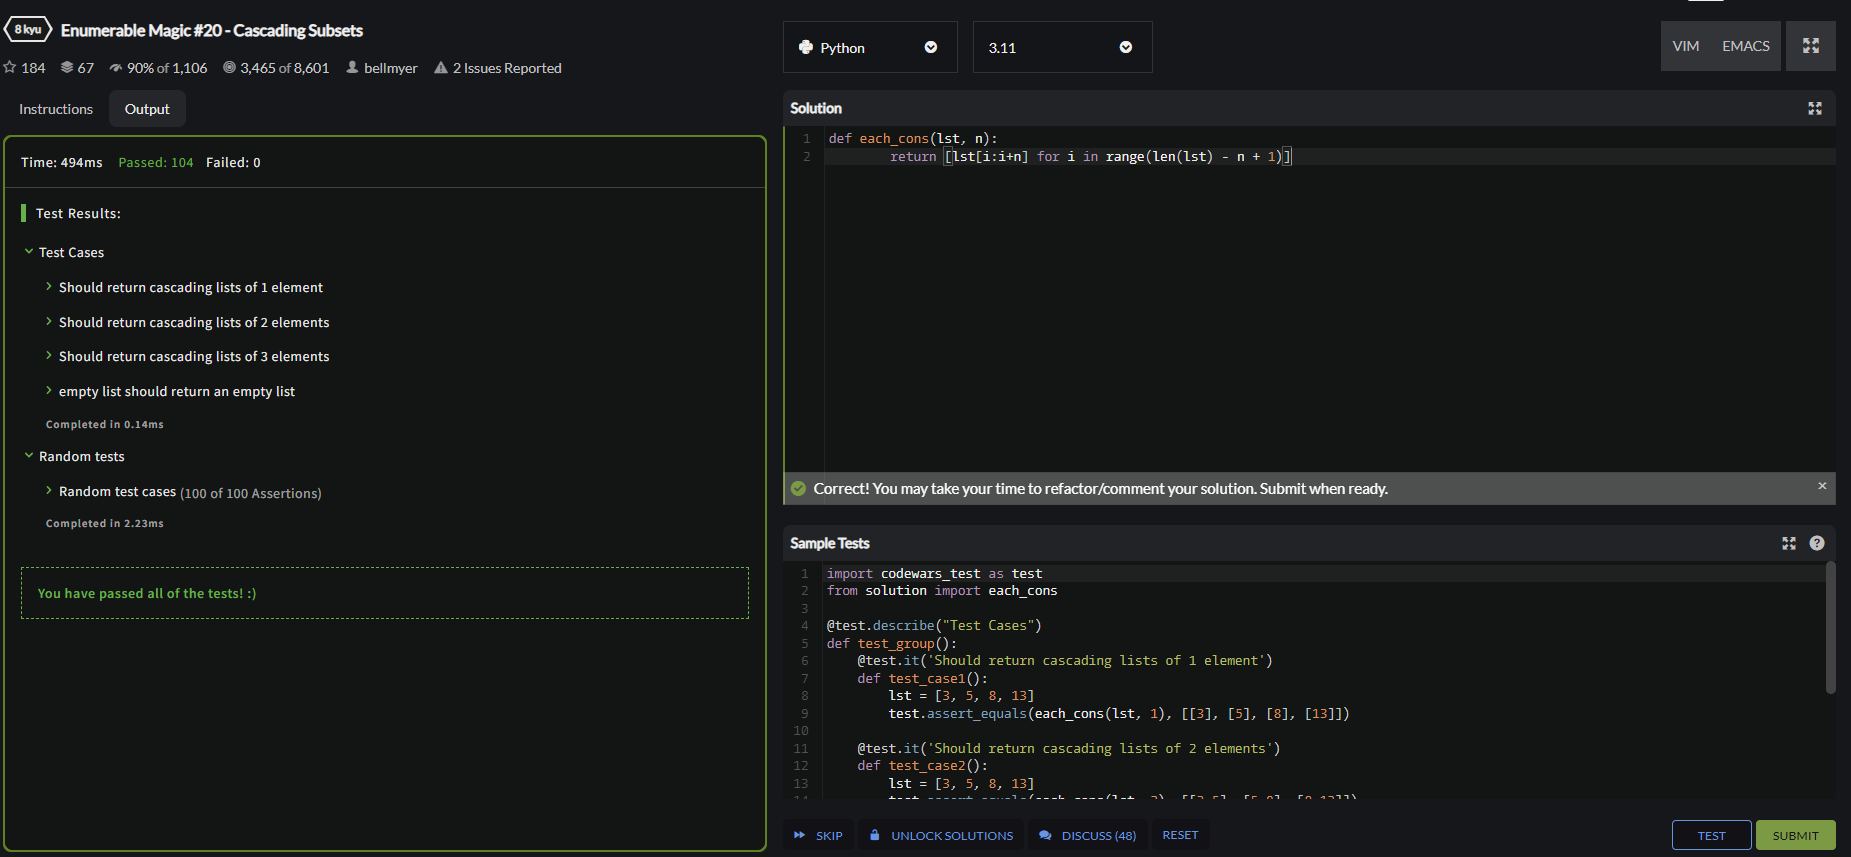 8 kyu Enumerable Magic #20 - Cascading Subsets
184 67 90% of 1,106 3,465 of 8,601 bellmyer 2 Issues Reported
Instructions Output
Time: 494ms Passed: 104 Failed: 0
Test Results:
Test Cases
Should return cascading lists of 1 element
Should return cascading lists of 2 elements
Should return cascading lists of 3 elements
empty list should return an empty list
Completed in 0.14ms
Random tests
Random test cases (100 of 100 Assertions)
Completed in 2.23ms
You have passed all of the tests! :)
Python 3.11 VIM EMACS
Solution
1 def each_cons(lst, n):
2 return [lst[i:i+n] for i in range(len(lst) - n + 1)]
Correct! You may take your time to refactor/comment your solution. Submit when ready. ×
Sample Tests ?
1 import codewars_test as test
2 from solution import each_cons
3
4 @test.describe("Test Cases")
5 def test_group():
6 @test.it('Should return cascading lists of 1 element')
7 def test_case1():
8 lst = [3, 5, 8, 13]
9 test.assert_equals(each_cons(lst, 1), [[3], [5], [8], [13]])
10
11 @test.it('Should return cascading lists of 2 elements')
12 def test_case2():
13 lst = [3, 5, 8, 13]
SKIP UNLOCK SOLUTIONS DISCUSS (48) RESET TEST SUBMIT